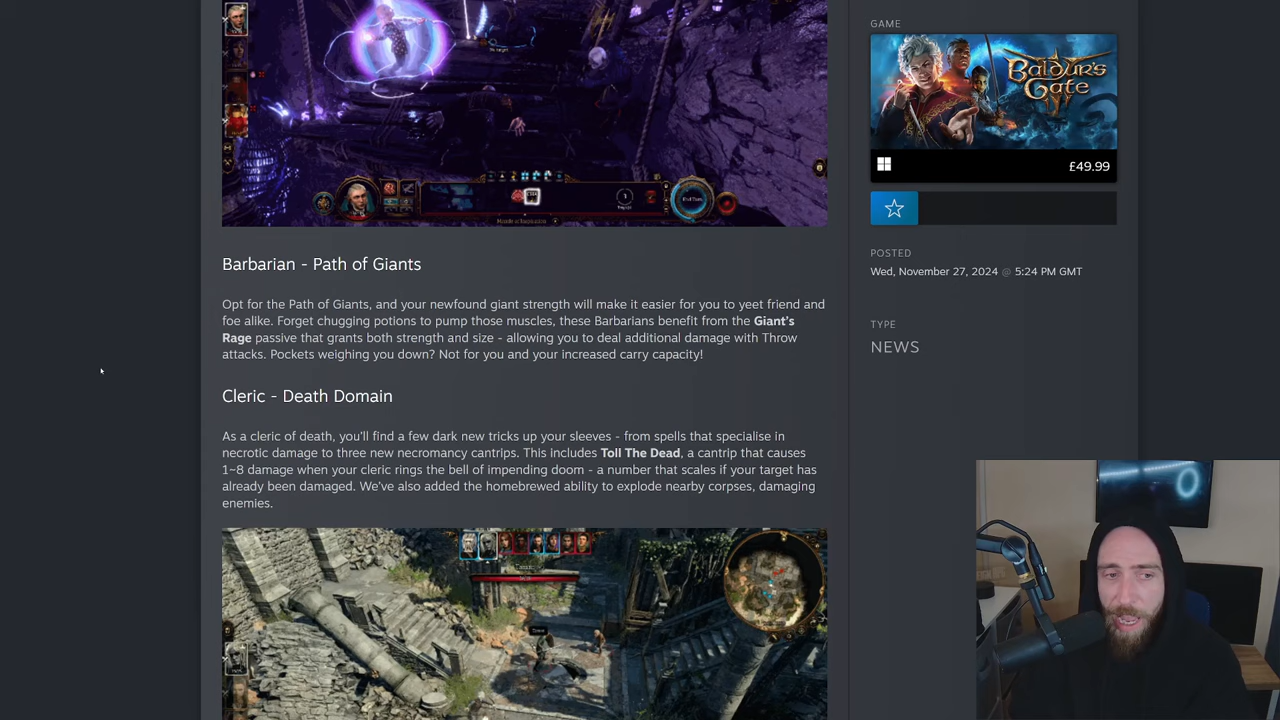 Barbarian - Path of Giants
Opt for the Path of Giants, and your newfound giant strength will make it easier for you to yeet friend and
foe alike. Forget chugging potions to pump those muscles, these Barbarians benefit from the Giant's
Rage passive that grants both strength and size - allowing you to deal additional damage with Throw
attacks. Pockets weighing you down? Not for you and your increased carry capacity!
Cleric - Death Domain
As a cleric of death, you'll find a few dark new tricks up your sleeves - from spells that specialise in
necrotic damage to three new necromancy cantrips. This includes Toll The Dead, a cantrip that causes
1~8 damage when your cleric rings the bell of impending doom - a number that scales if your target has
already been damaged. We've also added the homebrewed ability to explode nearby corpses, damaging
enemies.
GAME
BALDUR'S
GATE
£49.99
POSTED
Wed, November 27, 2024 @ 5:24 PM GMT
TYPE
NEWS